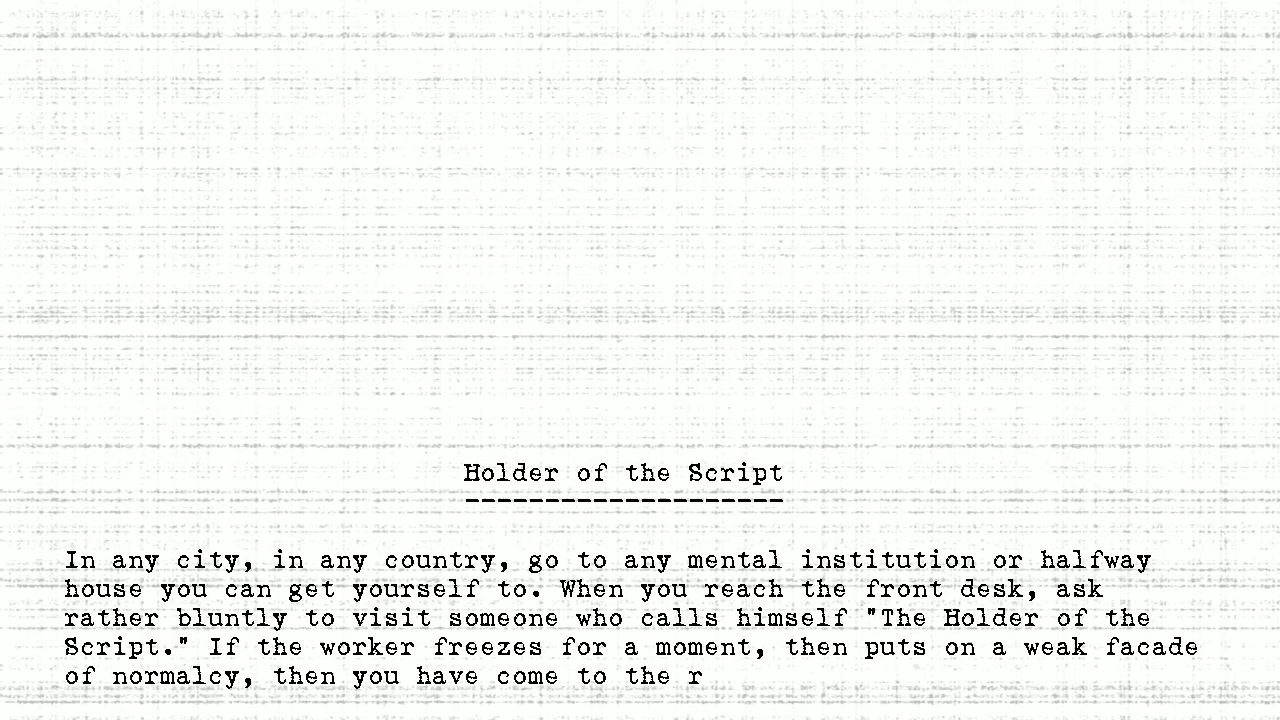 Holder of the Script
--------------------
In any city, in any country, go to any mental institution or halfway
house you can get yourself to. When you reach the front desk, ask
rather bluntly to visit someone who calls himself "The Holder of the
Script." If the worker freezes for a moment, then puts on a weak facade
of normalcy, then you have come to the r